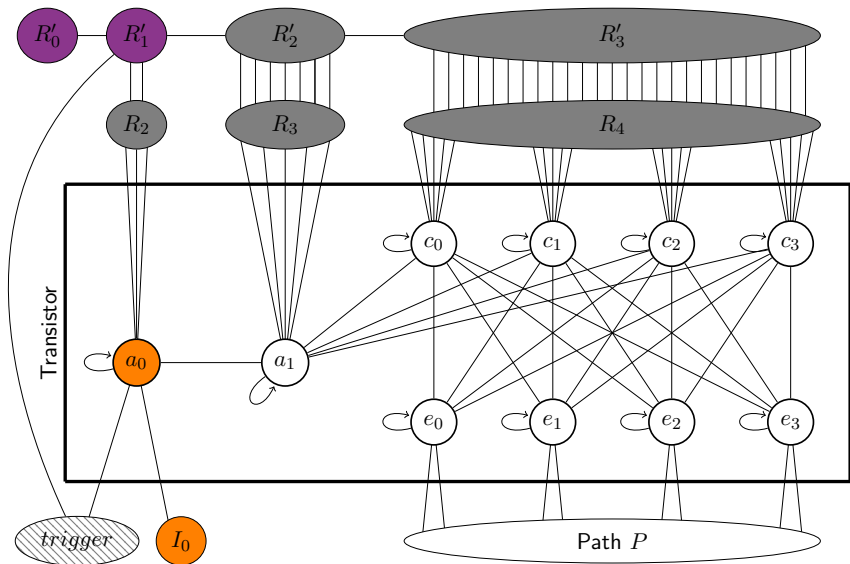 R′₀ R′₁ R′₂ R′₃
R₂ R₃ R₄
Transistor
c₀ c₁ c₂ c₃
a₀ a₁
e₀ e₁ e₂ e₃
trigger I₀ Path P